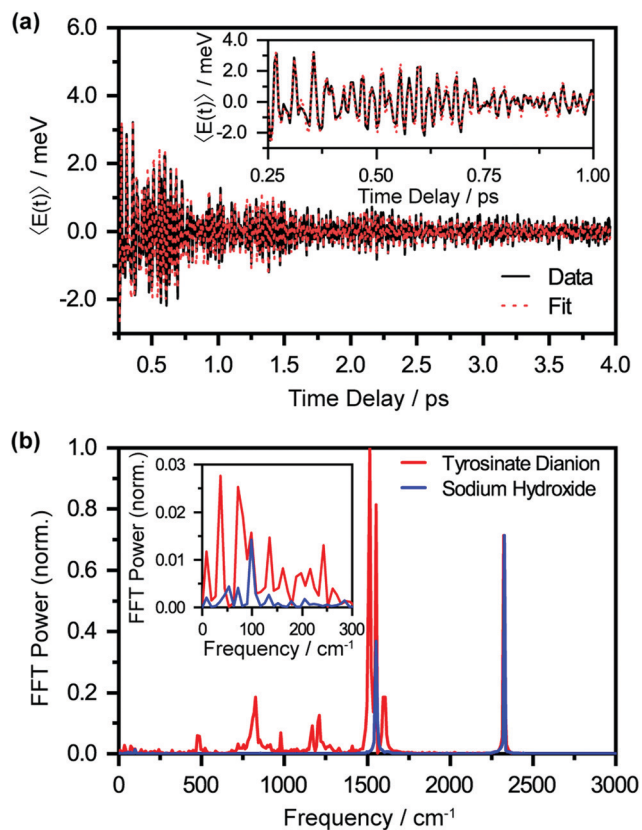 (a)
6.0
4.0
2.0
0.0
-2.0
⟨E(t)⟩ / meV
4.0
2.0
0.0
-2.0
⟨E(t)⟩ / meV
0.25 0.50 0.75 1.00
Time Delay / ps
Data
Fit
0.5 1.0 1.5 2.0 2.5 3.0 3.5 4.0
Time Delay / ps
(b)
1.0
0.8
0.6
0.4
0.2
0.0
FFT Power (norm.)
0.03
0.02
0.01
0.00
FFT Power (norm.)
0 100 200 300
Frequency / cm⁻¹
Tyrosinate Dianion
Sodium Hydroxide
0 500 1000 1500 2000 2500 3000
Frequency / cm⁻¹